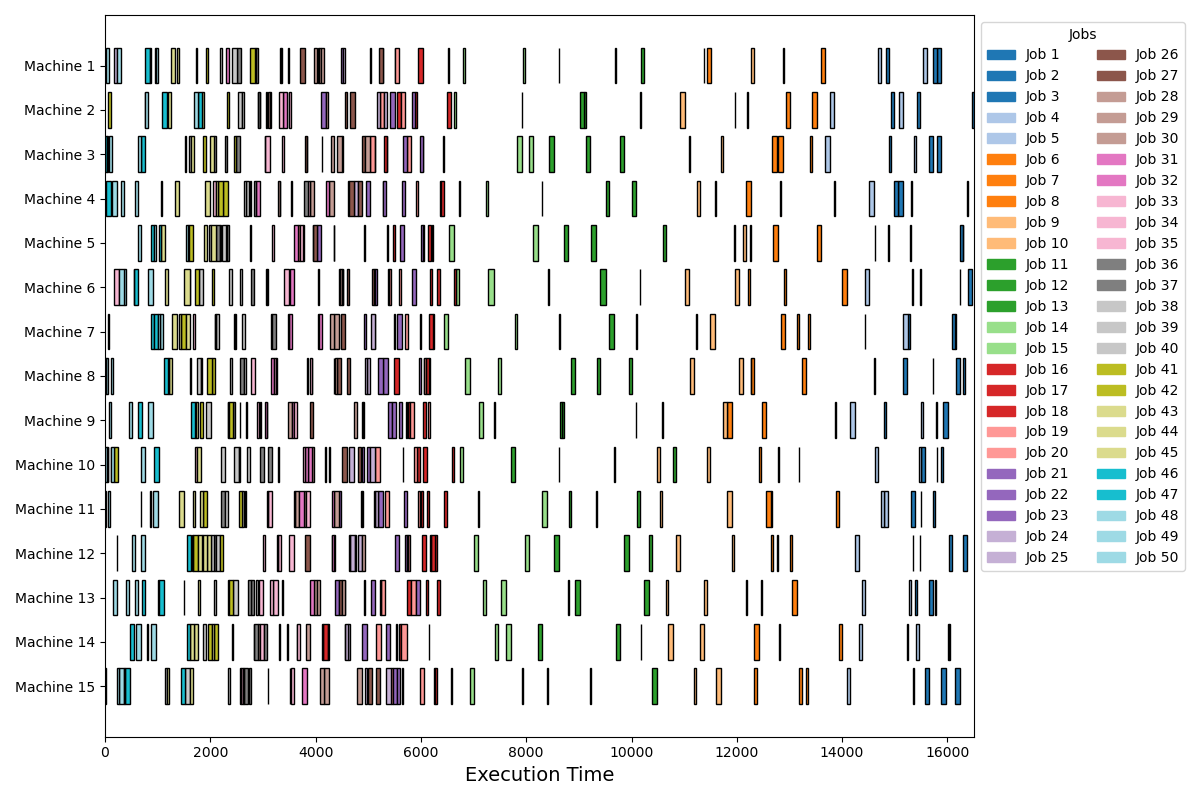 Machine 1
Machine 2
Machine 3
Machine 4
Machine 5
Machine 6
Machine 7
Machine 8
Machine 9
Machine 10
Machine 11
Machine 12
Machine 13
Machine 14
Machine 15
0 2000 4000 6000 8000 10000 12000 14000 16000
Execution Time
Jobs
Job 1
Job 2
Job 3
Job 4
Job 5
Job 6
Job 7
Job 8
Job 9
Job 10
Job 11
Job 12
Job 13
Job 14
Job 15
Job 16
Job 17
Job 18
Job 19
Job 20
Job 21
Job 22
Job 23
Job 24
Job 25
Job 26
Job 27
Job 28
Job 29
Job 30
Job 31
Job 32
Job 33
Job 34
Job 35
Job 36
Job 37
Job 38
Job 39
Job 40
Job 41
Job 42
Job 43
Job 44
Job 45
Job 46
Job 47
Job 48
Job 49
Job 50